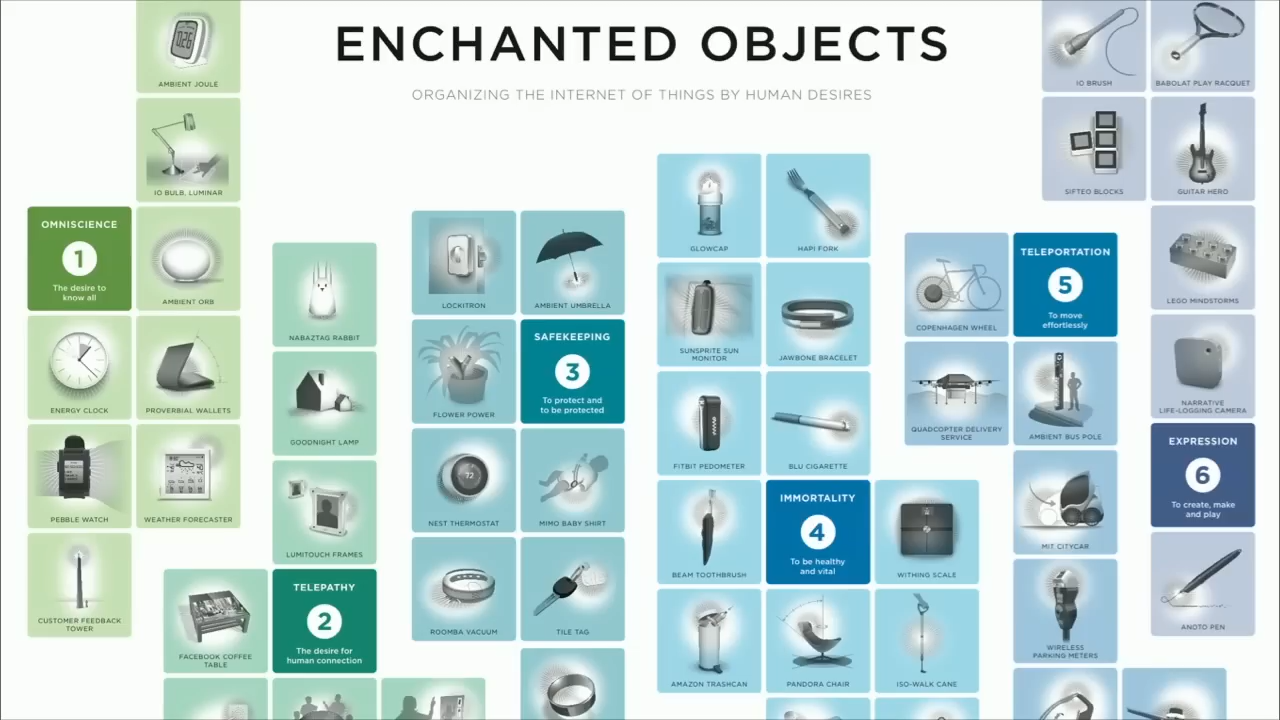 ENCHANTED OBJECTS
ORGANIZING THE INTERNET OF THINGS BY HUMAN DESIRES
0.26
AMBIENT JOULE
IO BULB, LUMINAR
OMNISCIENCE
1
The desire to
know all
AMBIENT ORB
ENERGY CLOCK
PROVERBIAL WALLETS
PEBBLE WATCH
WEATHER FORECASTER
CUSTOMER FEEDBACK
TOWER
NABAZTAG RABBIT
GOODNIGHT LAMP
LUMITOUCH FRAMES
FACEBOOK COFFEE
TABLE
TELEPATHY
2
The desire for
human connection
LOCKITRON
AMBIENT UMBRELLA
FLOWER POWER
SAFEKEEPING
3
To protect and
to be protected
72
NEST THERMOSTAT
MIMO BABY SHIRT
ROOMBA VACUUM
TILE TAG
GLOWCAP
HAPI FORK
SUNSPRITE SUN
MONITOR
JAWBONE BRACELET
FITBIT PEDOMETER
BLU CIGARETTE
BEAM TOOTHBRUSH
IMMORTALITY
4
To be healthy
and vital
WITHING SCALE
AMAZON TRASHCAN
PANDORA CHAIR
ISO-WALK CANE
COPENHAGEN WHEEL
TELEPORTATION
5
To move
effortlessly
QUADCOPTER DELIVERY
SERVICE
AMBIENT BUS POLE
MIT CITYCAR
WIRELESS
PARKING METERS
IO BRUSH
BABOLAT PLAY RACQUET
SIFTEO BLOCKS
GUITAR HERO
LEGO MINDSTORMS
NARRATIVE
LIFE-LOGGING CAMERA
EXPRESSION
6
To create, make
and play
ANOTO PEN